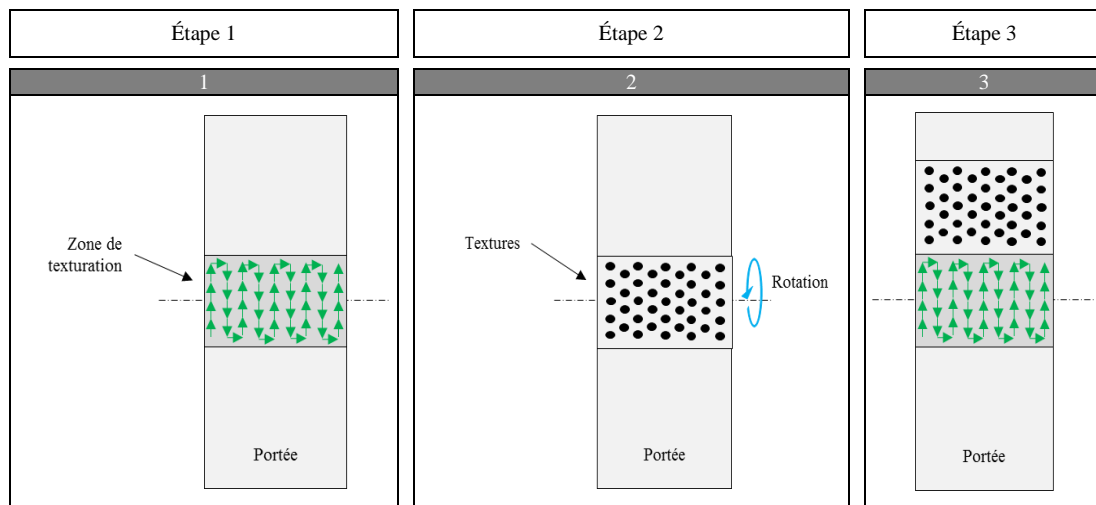 Étape 1
Étape 2
Étape 3
1
2
3
Zone de
texturation
Portée
Textures
Rotation
Portée
Portée